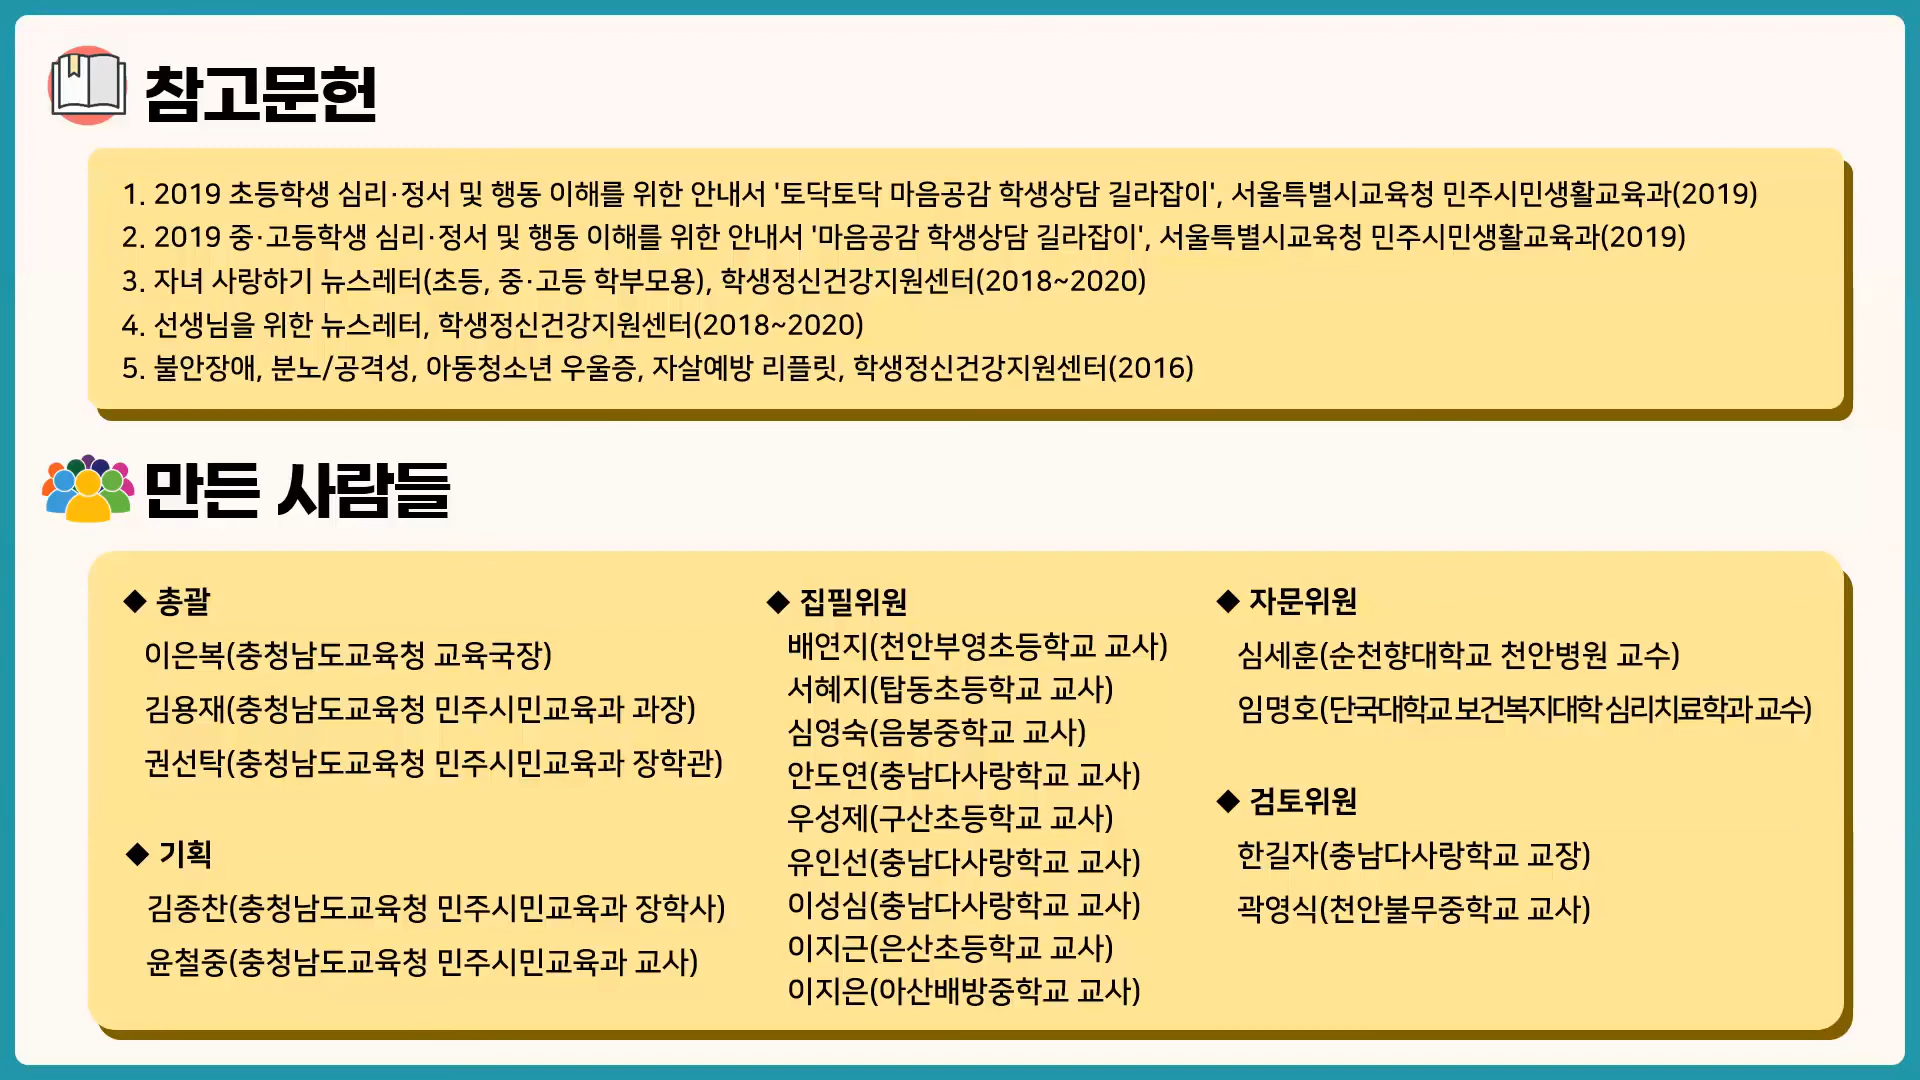 참고문헌
1. 2019 초등학생 심리·정서 및 행동 이해를 위한 안내서 '토닥토닥 마음공감 학생상담 길라잡이', 서울특별시교육청 민주시민생활교육과(2019)
2. 2019 중·고등학생 심리·정서 및 행동 이해를 위한 안내서 '마음공감 학생상담 길라잡이', 서울특별시교육청 민주시민생활교육과(2019)
3. 자녀 사랑하기 뉴스레터(초등, 중·고등 학부모용), 학생정신건강지원센터(2018~2020)
4. 선생님을 위한 뉴스레터, 학생정신건강지원센터(2018~2020)
5. 불안장애, 분노/공격성, 아동청소년 우울증, 자살예방 리플릿, 학생정신건강지원센터(2016)
만든 사람들
◆ 총괄
이은복(충청남도교육청 교육국장)
김용재(충청남도교육청 민주시민교육과 과장)
권선탁(충청남도교육청 민주시민교육과 장학관)
◆ 기획
김종찬(충청남도교육청 민주시민교육과 장학사)
윤철중(충청남도교육청 민주시민교육과 교사)
◆ 집필위원
배연지(천안부영초등학교 교사)
서혜지(탑동초등학교 교사)
심영숙(음봉중학교 교사)
안도연(충남다사랑학교 교사)
우성제(구산초등학교 교사)
유인선(충남다사랑학교 교사)
이성심(충남다사랑학교 교사)
이지근(은산초등학교 교사)
이지은(아산배방중학교 교사)
◆ 자문위원
심세훈(순천향대학교 천안병원 교수)
임명호(단국대학교 보건복지대학 심리치료학과 교수)
◆ 검토위원
한길자(충남다사랑학교 교장)
곽영식(천안불무중학교 교사)